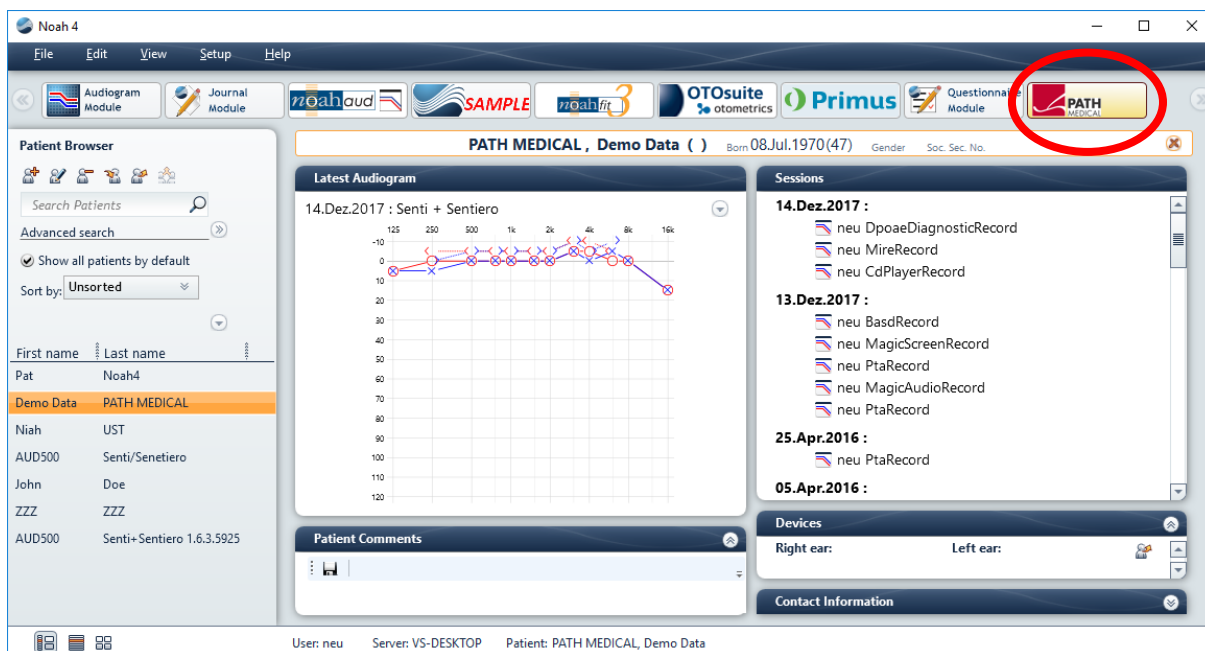 Noah 4
File Edit View Setup Help
Audiogram Module
Journal Module
noah aud
SAMPLE
noah fit 3
OTOsuite
otometrics
Primus
Questionnaire Module
PATH
MEDICAL
Patient Browser
Search Patients
Advanced search
Show all patients by default
Sort by: Unsorted
First name Last name
Pat Noah4
Demo Data PATH MEDICAL
Niah UST
AUD500 Senti/Senetiero
John Doe
ZZZ ZZZ
AUD500 Senti+Sentiero 1.6.3.5925
PATH MEDICAL , Demo Data ( ) Born 08.Jul.1970(47) Gender Soc. Sec. No.
Latest Audiogram
14.Dez.2017 : Senti + Sentiero
125 250 500 1k 2k 4k 8k 16k
-10
0
10
20
30
40
50
60
70
80
90
100
110
120
Patient Comments
Sessions
14.Dez.2017 :
neu DpoaeDiagnosticRecord
neu MireRecord
neu CdPlayerRecord
13.Dez.2017 :
neu BasdRecord
neu MagicScreenRecord
neu PtaRecord
neu MagicAudioRecord
neu PtaRecord
25.Apr.2016 :
neu PtaRecord
05.Apr.2016 :
Devices
Right ear: Left ear:
Contact Information
User: neu Server: VS-DESKTOP Patient: PATH MEDICAL, Demo Data